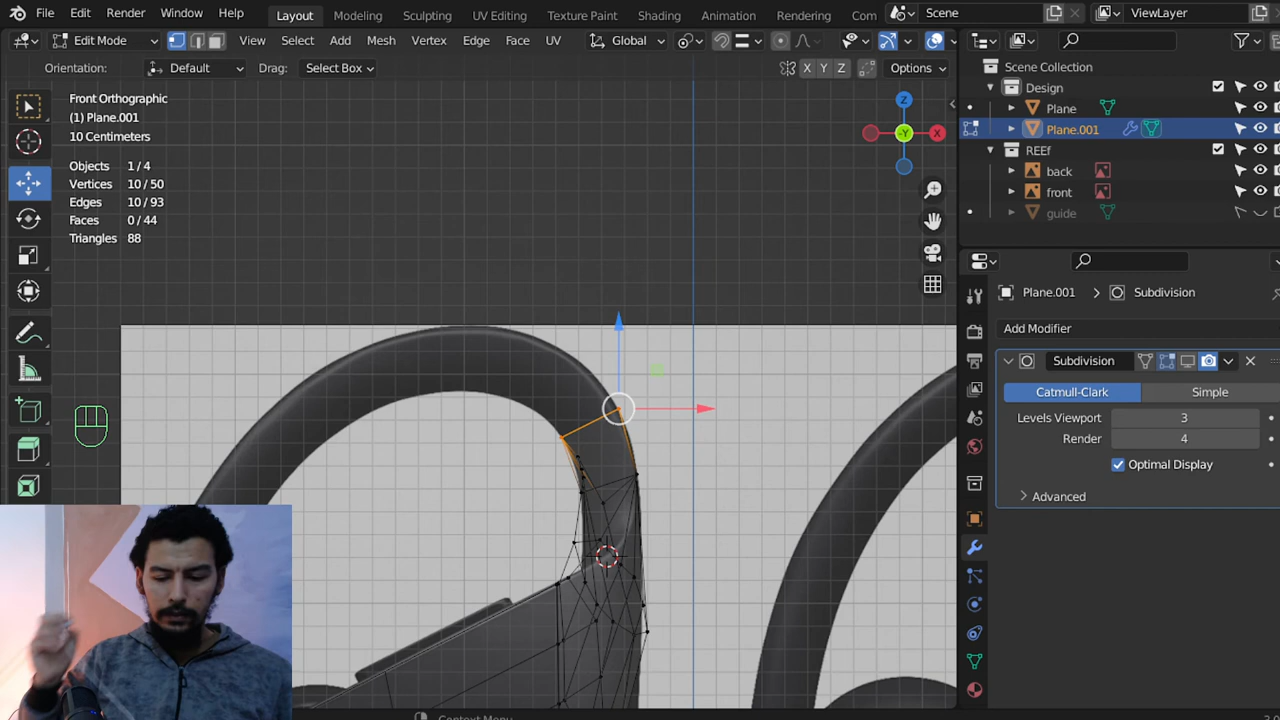 File Edit Render Window Help Layout Modeling Sculpting UV Editing Texture Paint Shading Animation Rendering Com Scene ViewLayer
Edit Mode View Select Add Mesh Vertex Edge Face UV Global
Orientation: Default Drag: Select Box X Y Z Options
Front Orthographic
(1) Plane.001
10 Centimeters
Objects 1 / 4
Vertices 10 / 50
Edges 10 / 93
Faces 0 / 44
Triangles 88
Z
-Y
X
Scene Collection
Design
Plane
Plane.001
REEf
back
front
guide
Plane.001 > Subdivision
Add Modifier
Subdivision
Catmull-Clark Simple
Levels Viewport 3
Render 4
Optimal Display
Advanced
Context Menu